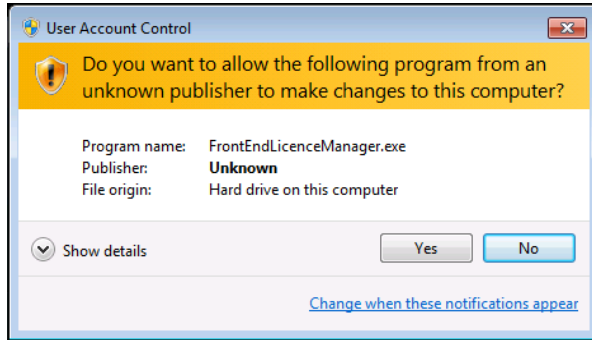 User Account Control
Do you want to allow the following program from an
unknown publisher to make changes to this computer?
Program name: FrontEndLicenceManager.exe
Publisher: Unknown
File origin: Hard drive on this computer
Show details
Yes
No
Change when these notifications appear